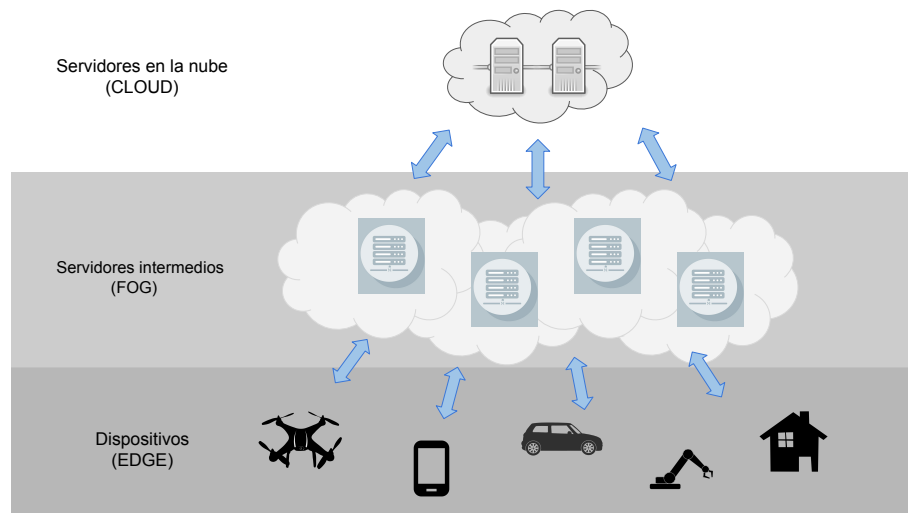 Servidores en la nube
(CLOUD)
Servidores intermedios
(FOG)
Dispositivos
(EDGE)